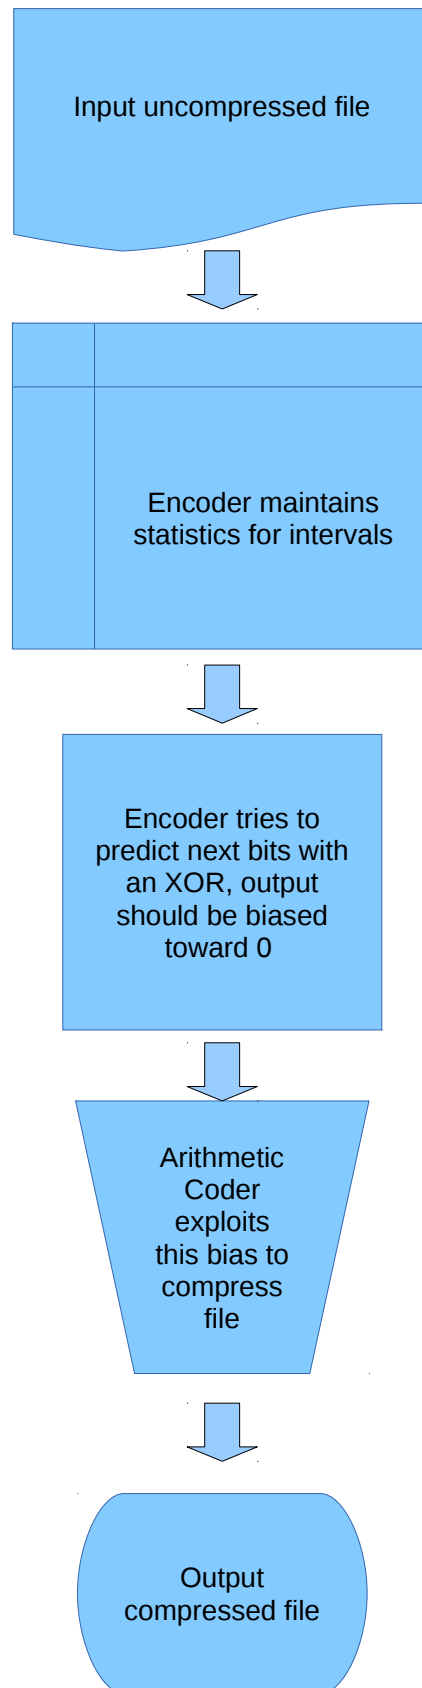 Input uncompressed file
Encoder maintains
statistics for intervals
Encoder tries to
predict next bits with
an XOR, output
should be biased
toward 0
Arithmetic
Coder
exploits
this bias to
compress
file
Output
compressed file